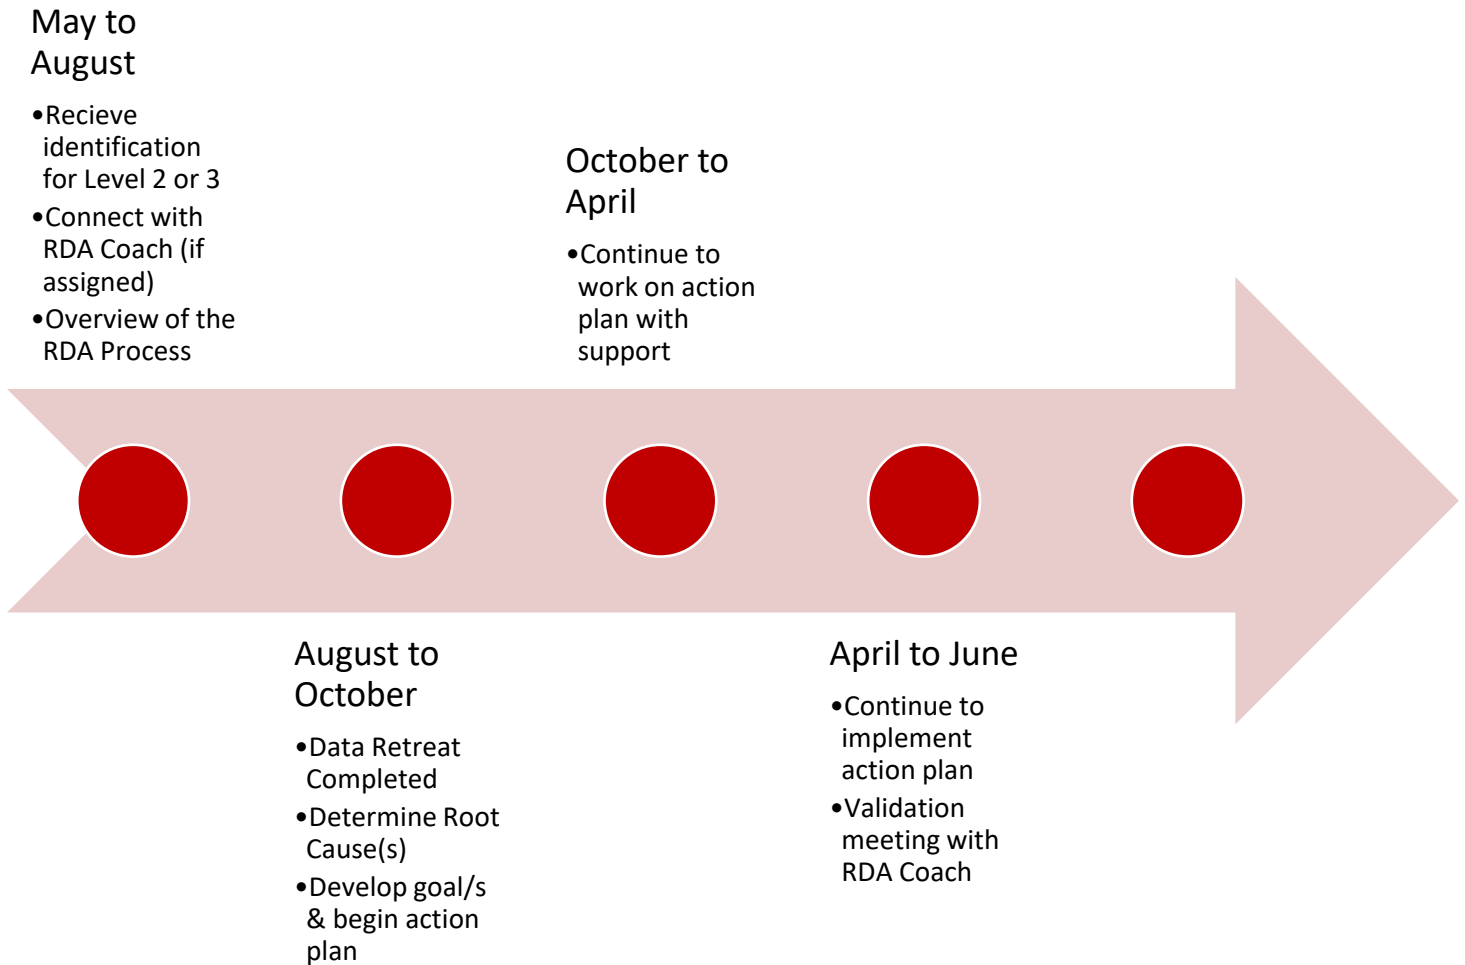 May to
August
•Recieve
identification
for Level 2 or 3
•Connect with
RDA Coach (if
assigned)
•Overview of the
RDA Process
August to
October
•Data Retreat
Completed
•Determine Root
Cause(s)
•Develop goal/s
& begin action
plan
October to
April
•Continue to
work on action
plan with
support
April to June
•Continue to
implement
action plan
•Validation
meeting with
RDA Coach